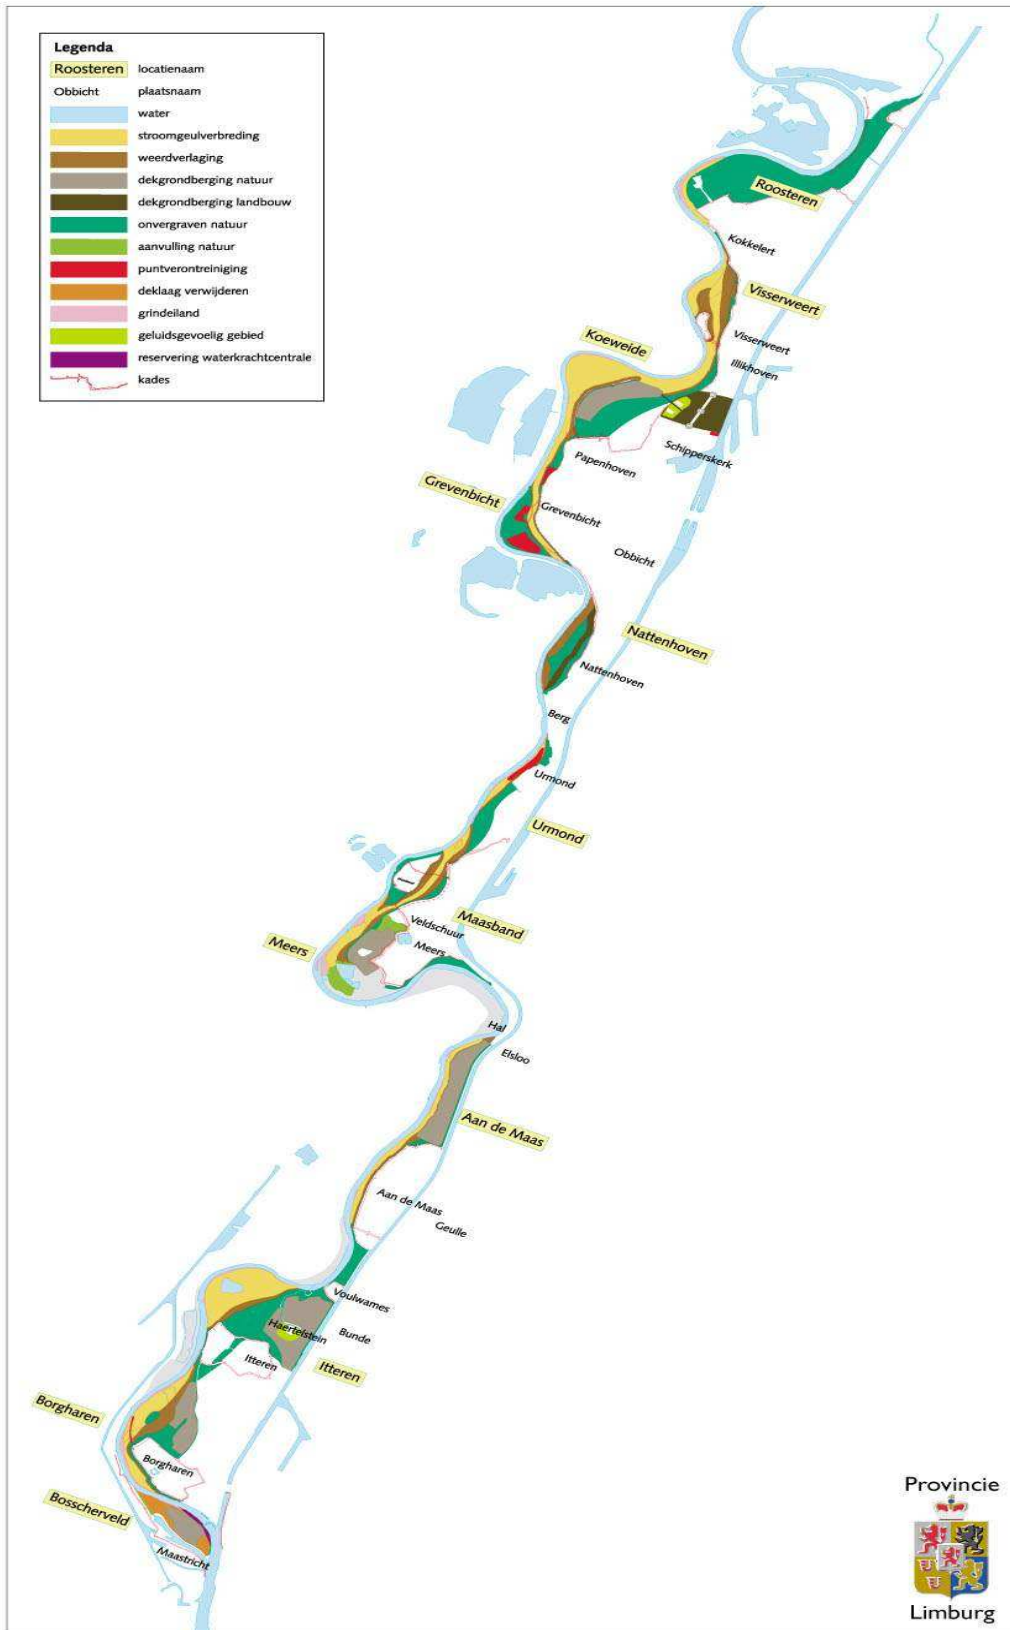 Legenda
Roosteren locatienaam
Obbicht plaatsnaam
water
stroomgeulverbreding
weerdverlaging
dekgrondberging natuur
dekgrondberging landbouw
onvergraven natuur
aanvulling natuur
puntverontreiniging
deklaag verwijderen
grindeiland
geluidsgevoelig gebied
reservering waterkrachtcentrale
kades
Roosteren
Kokkelert
Visserweert
Koeweide
Visserweert
Illikhoven
Schipperskerk
Papenhoven
Grevenbicht
Grevenbicht
Obbicht
Nattenhoven
Nattenhoven
Berg
Urmond
Urmond
Maasband
Veldschuur
Meers
Meers
Hal
Elsloo
Aan de Maas
Aan de Maas
Geulle
Voulwames
Haertelstein
Bunde
Itteren
Itteren
Borgharen
Borgharen
Bosscherveld
Maastricht
Provincie
Limburg